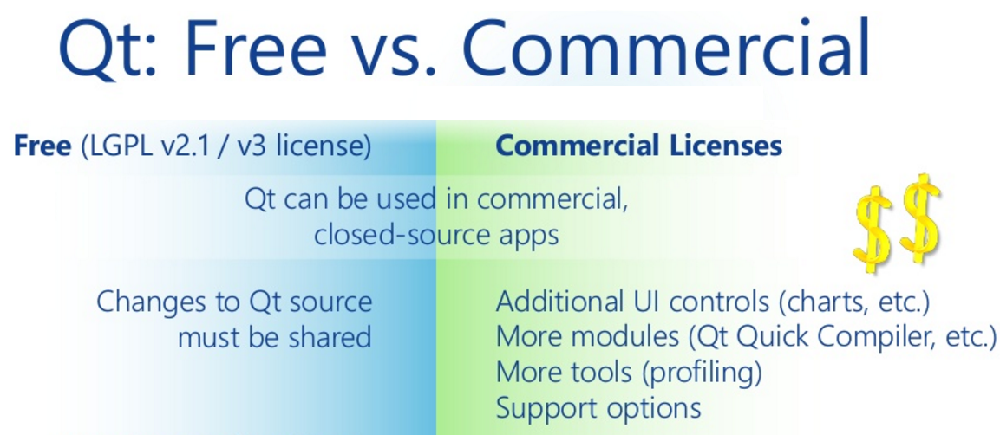 Qt: Free vs. Commercial
Free (LGPL v2.1 / v3 license)
Commercial Licenses
Qt can be used in commercial,
closed-source apps
Changes to Qt source
must be shared
Additional UI controls (charts, etc.)
More modules (Qt Quick Compiler, etc.)
More tools (profiling)
Support options
$ $